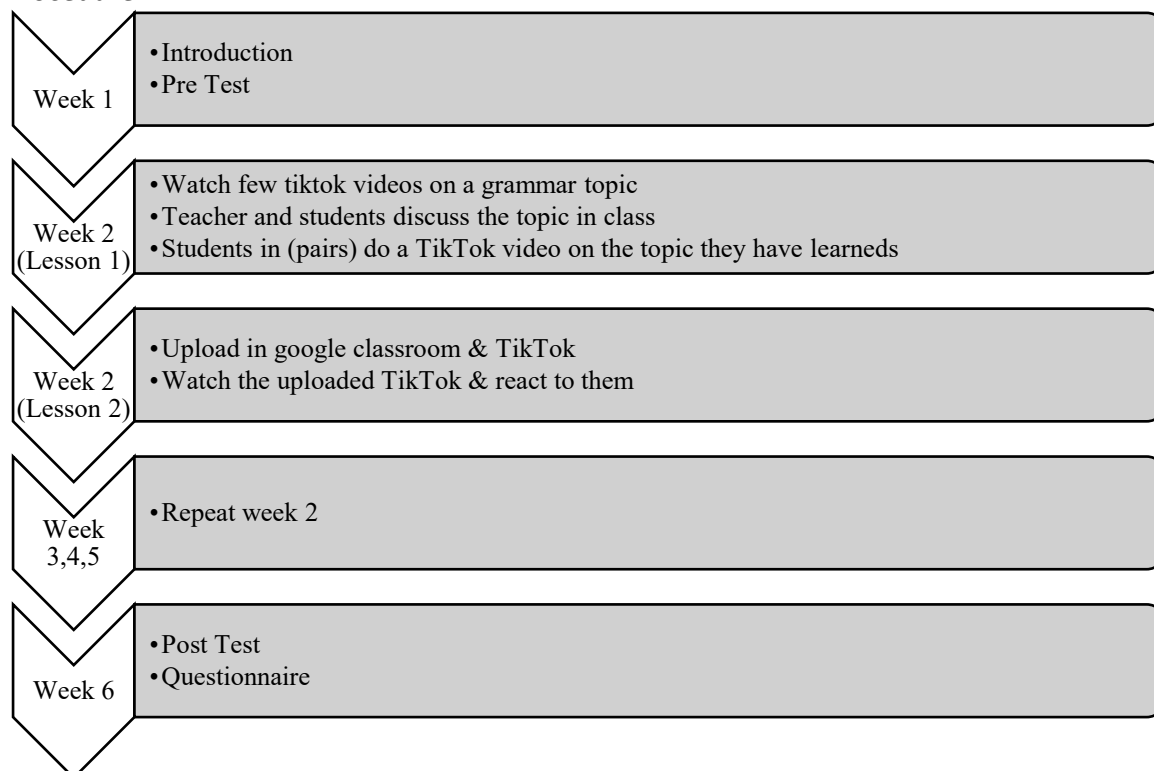 Week 1
•Introduction
•Pre Test
Week 2
(Lesson 1)
•Watch few tiktok videos on a grammar topic
•Teacher and students discuss the topic in class
•Students in (pairs) do a TikTok video on the topic they have learneds
Week 2
(Lesson 2)
•Upload in google classroom & TikTok
•Watch the uploaded TikTok & react to them
Week
3,4,5
•Repeat week 2
Week 6
•Post Test
•Questionnaire